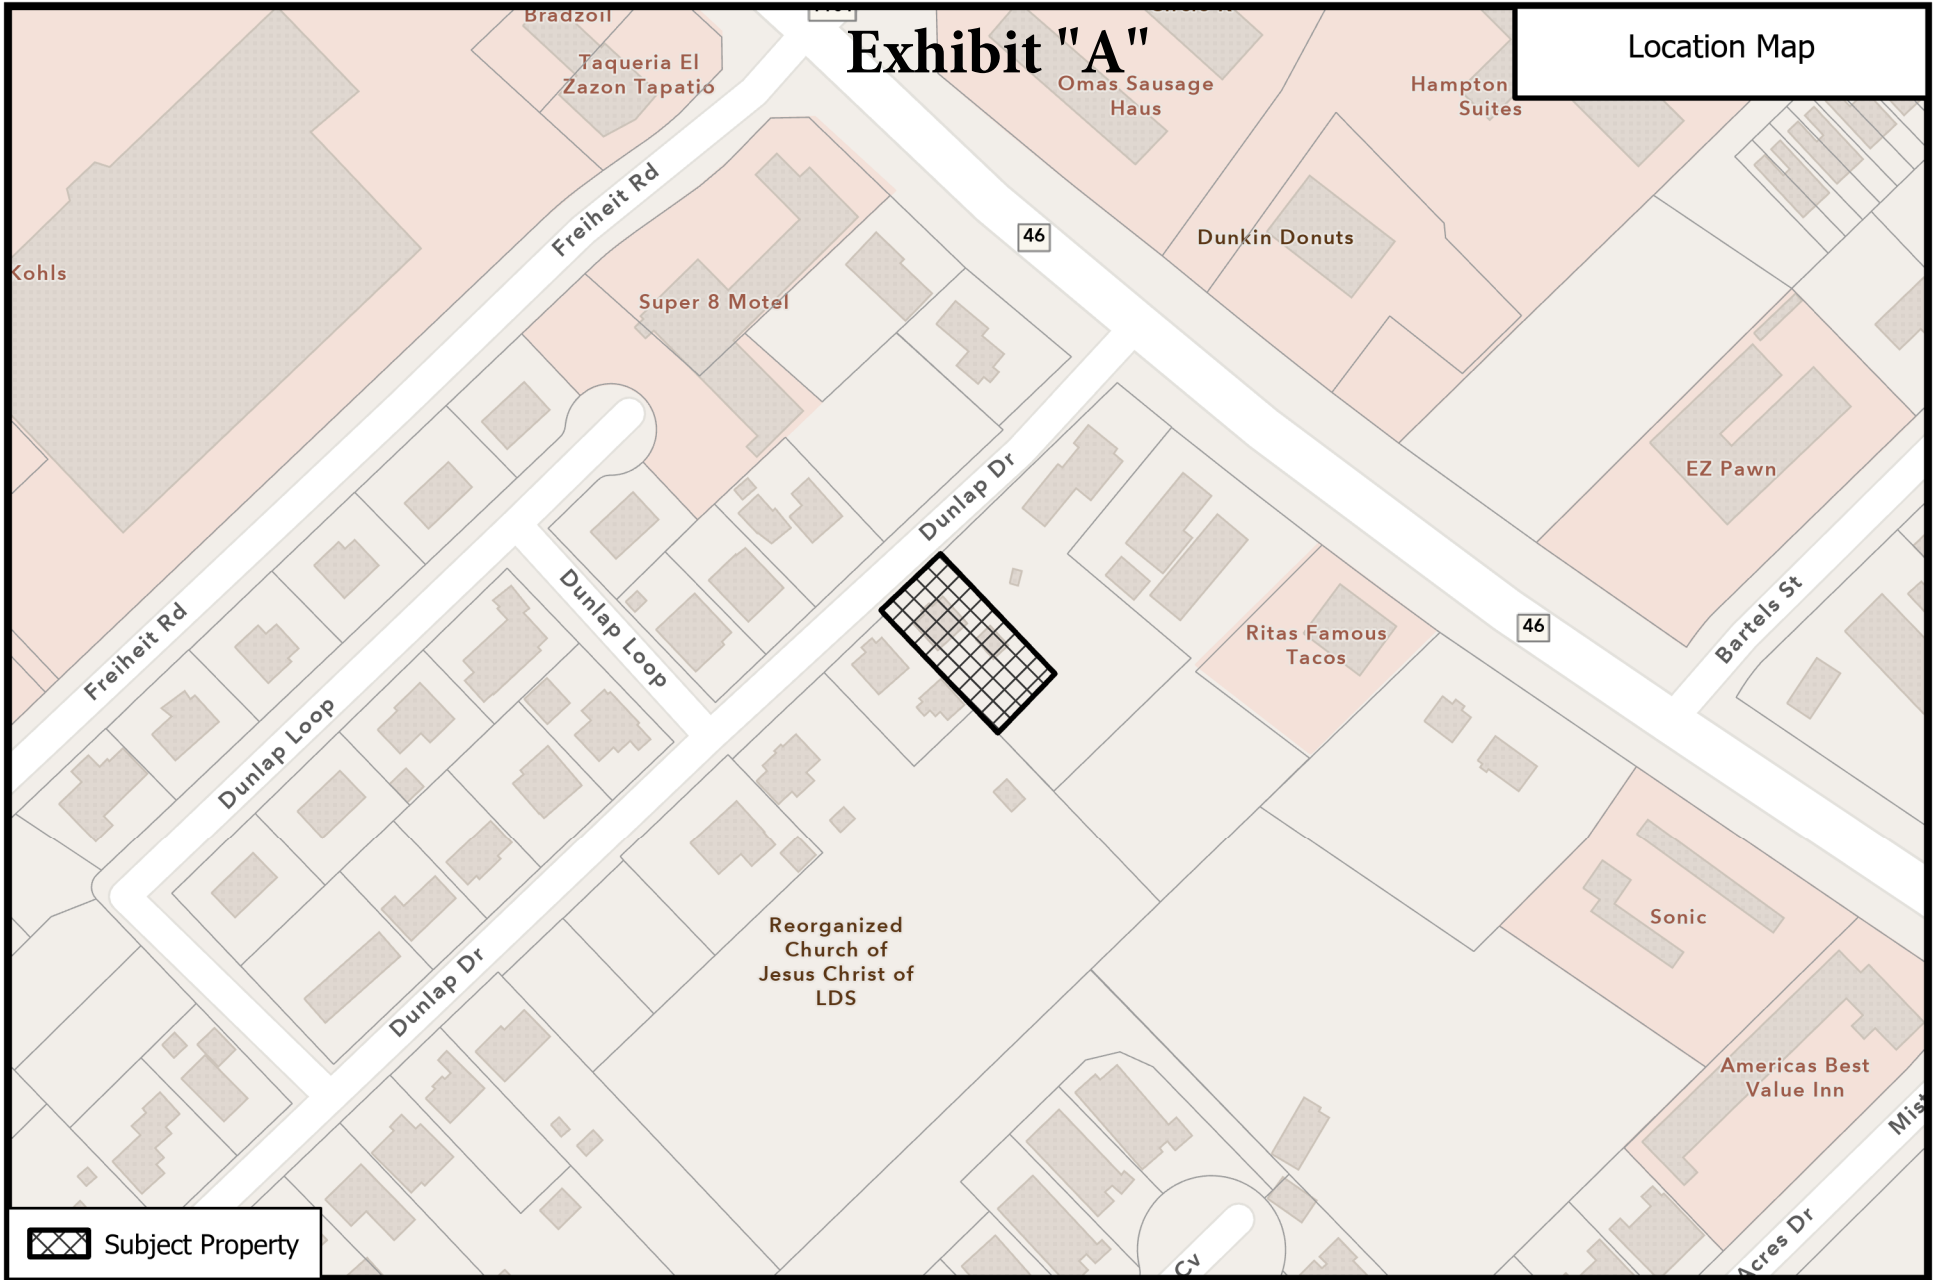 Bradzoil
Exhibit "A"
Location Map
Taqueria El
Zazon Tapatio
Omas Sausage
Haus
Hampton
Suites
Freiheit Rd
46
Dunkin Donuts
Kohls
Super 8 Motel
EZ Pawn
Dunlap Dr
Dunlap Loop
Freiheit Rd
Ritas Famous
Tacos
46
Bartels St
Dunlap Loop
Sonic
Reorganized
Church of
Jesus Christ of
LDS
Dunlap Dr
Americas Best
Value Inn
Mist
Acres Dr
Cv
Subject Property